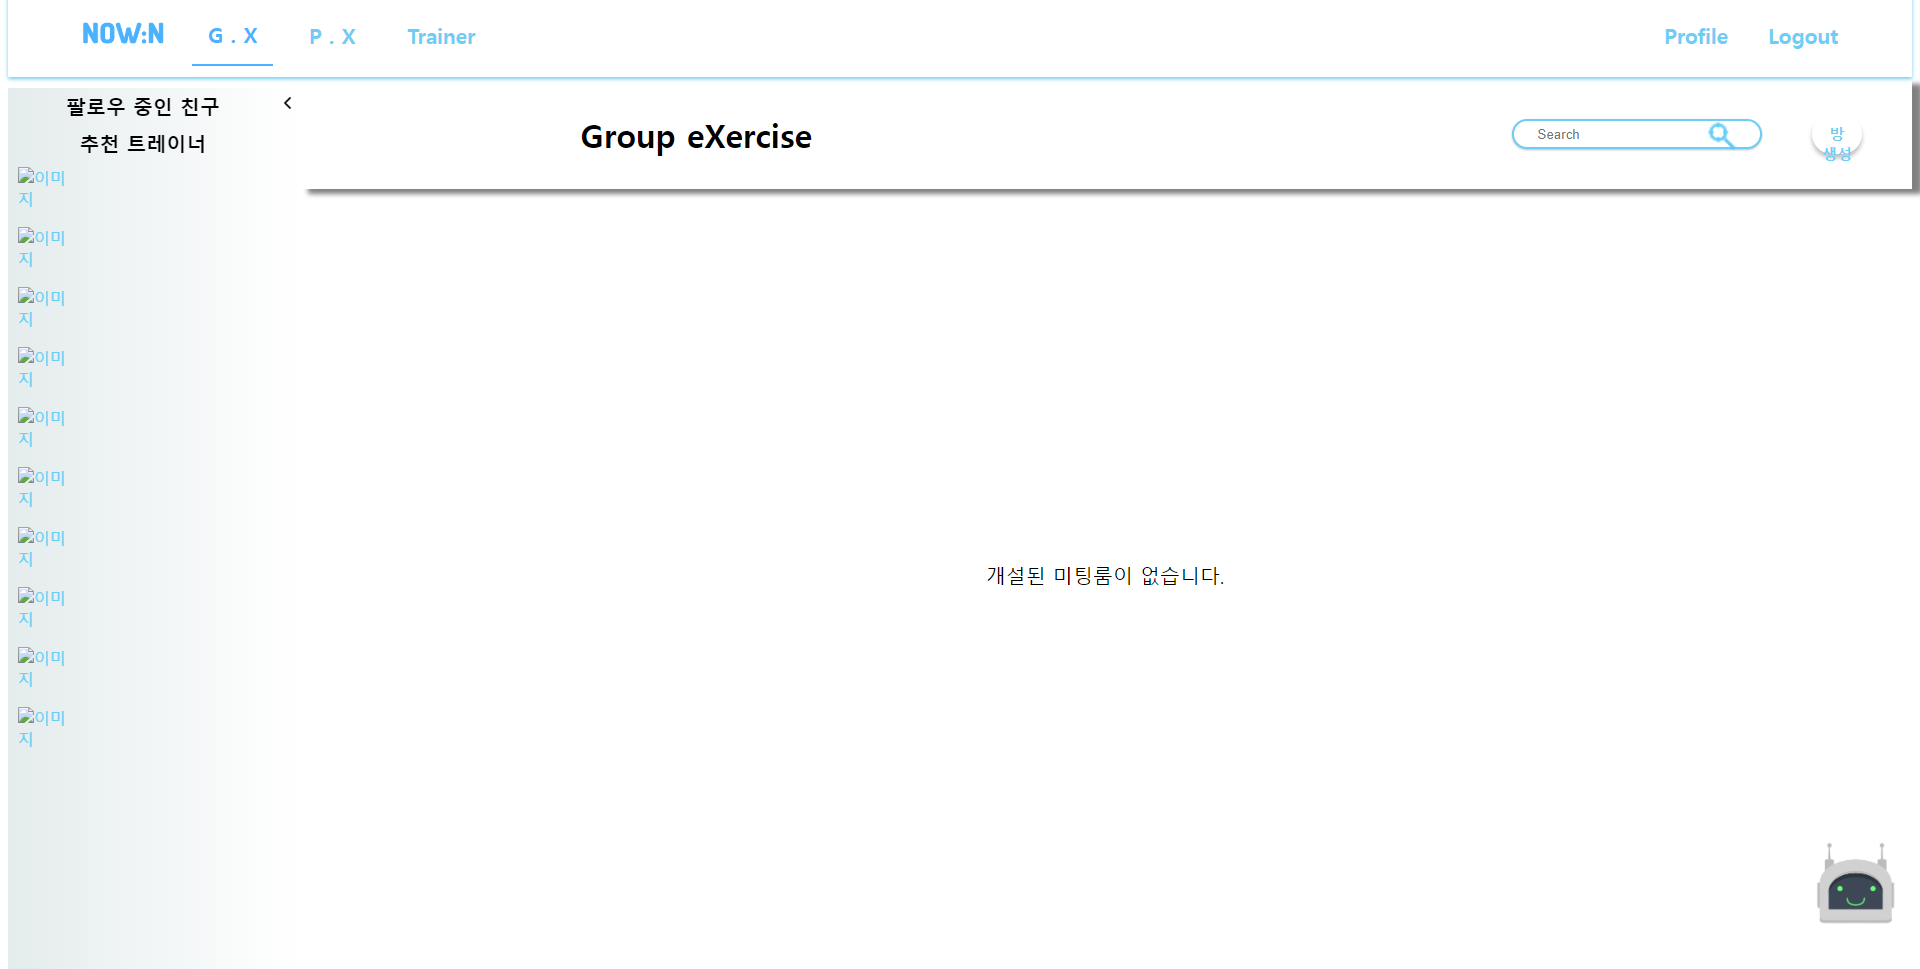 NOW:N
G . X
P . X
Trainer
Profile
Logout
팔로우 중인 친구
추천 트레이너
이미
지
이미
지
이미
지
이미
지
이미
지
이미
지
이미
지
이미
지
이미
지
이미
지
Group eXercise
Search
방
생성
개설된 미팅룸이 없습니다.